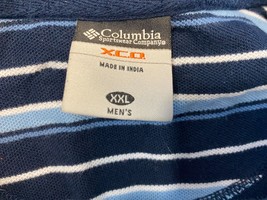 Columbia
Sportswear Company
XCO
MADE IN INDIA
XXL
MEN'S